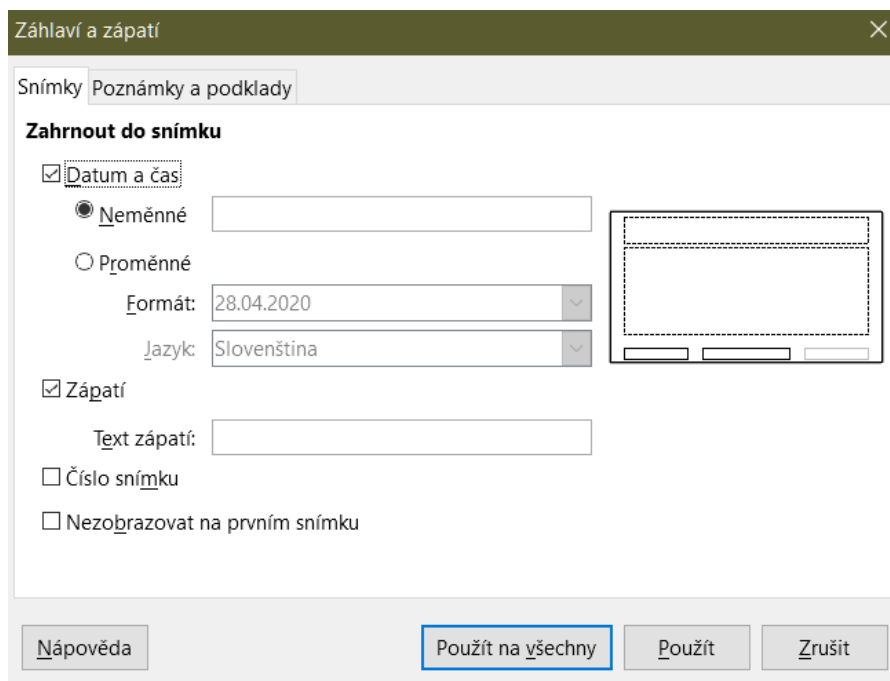 Záhlaví a zápatí
Snímky Poznámky a podklady
Zahrnout do snímku
Datum a čas
Neměnné
Proměnné
Formát: 28.04.2020
Jazyk: Slovenština
Zápatí
Text zápatí:
Číslo snímku
Nezobrazovat na prvním snímku
Nápověda Použít na všechny Použít Zrušit